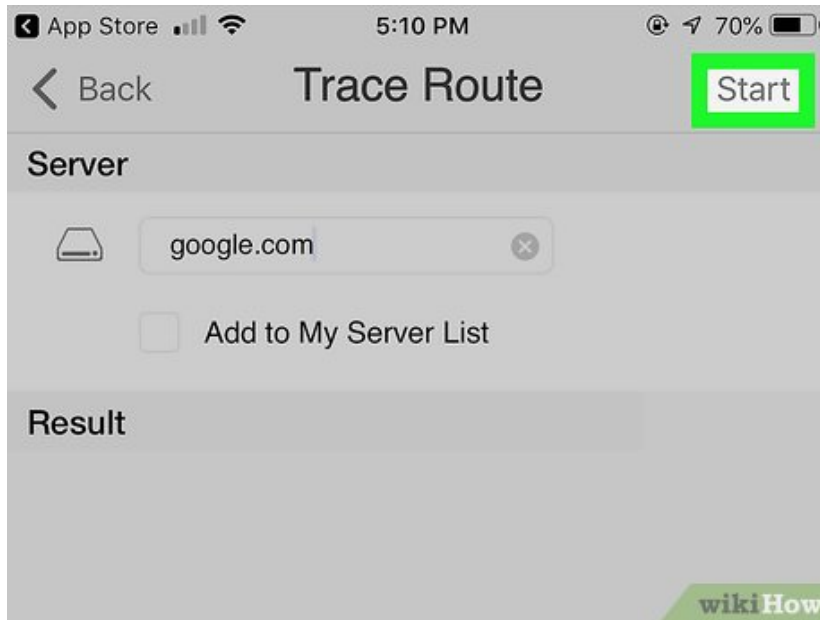 App Store 5:10 PM 70%
Back Trace Route Start
Server
google.com
Add to My Server List
Result
wikiHow